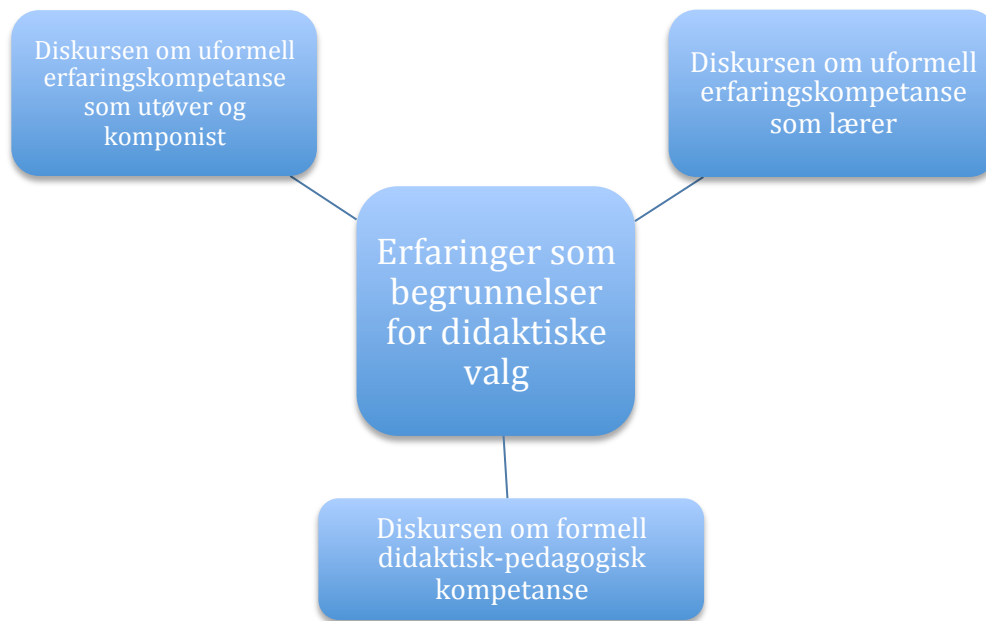 Diskursen om uformell
erfaringskompetanse
som utøver og
komponist
Diskursen om uformell
erfaringskompetanse
som lærer
Erfaringer som
begrunnelser
for didaktiske
valg
Diskursen om formell
didaktisk-pedagogisk
kompetanse